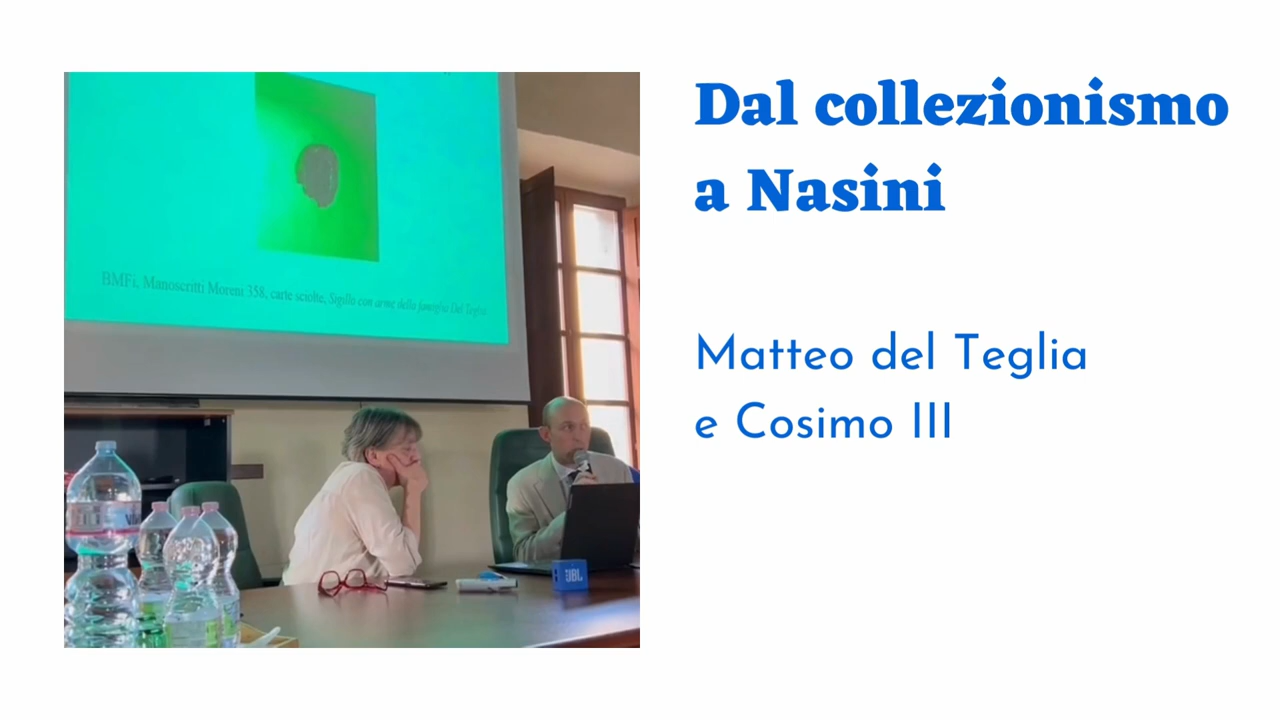 Dal collezionismo
a Nasini
Matteo del Teglia
e Cosimo III
BMFi, Manoscritti Moreni 358, carte sciolte, Sigillo con arme della famiglia Del Teglia
JBL